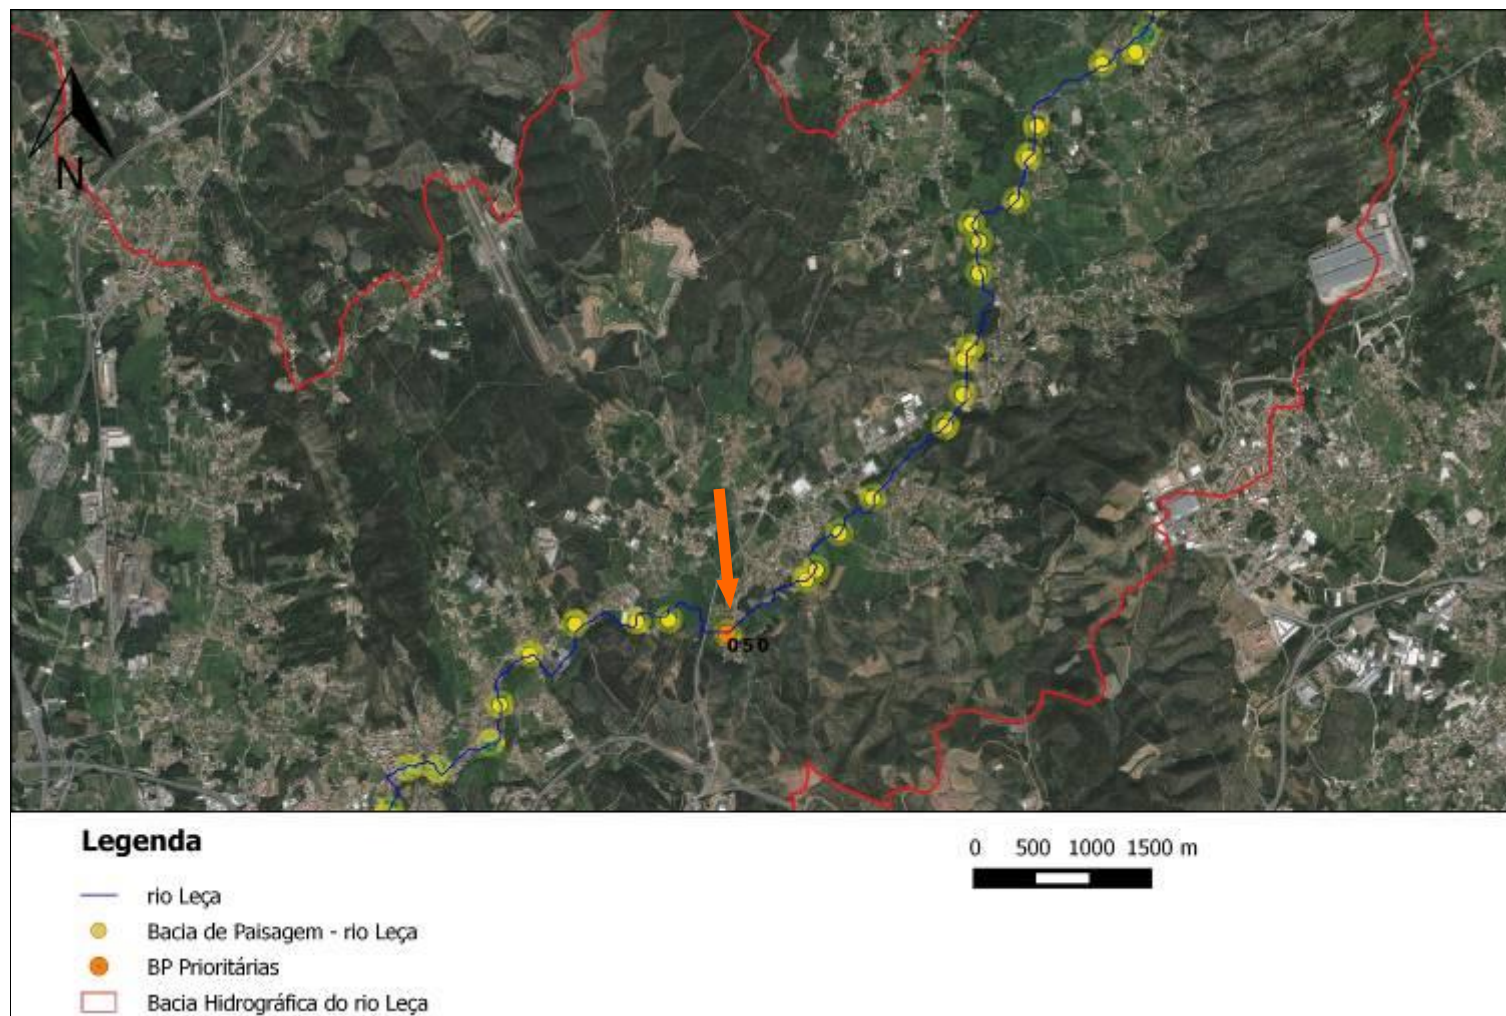 N
050
Legenda
0 500 1000 1500 m
rio Leça
Bacia de Paisagem - rio Leça
BP Prioritárias
Bacia Hidrográfica do rio Leça